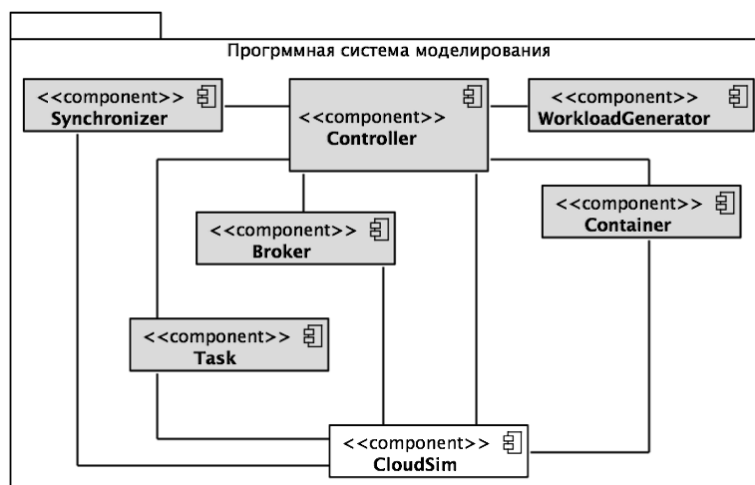 Прогрммная система моделирования
<<component>>
Synchronizer
<<component>>
Controller
<<component>>
WorkloadGenerator
<<component>>
Broker
<<component>>
Container
<<component>>
Task
<<component>>
CloudSim